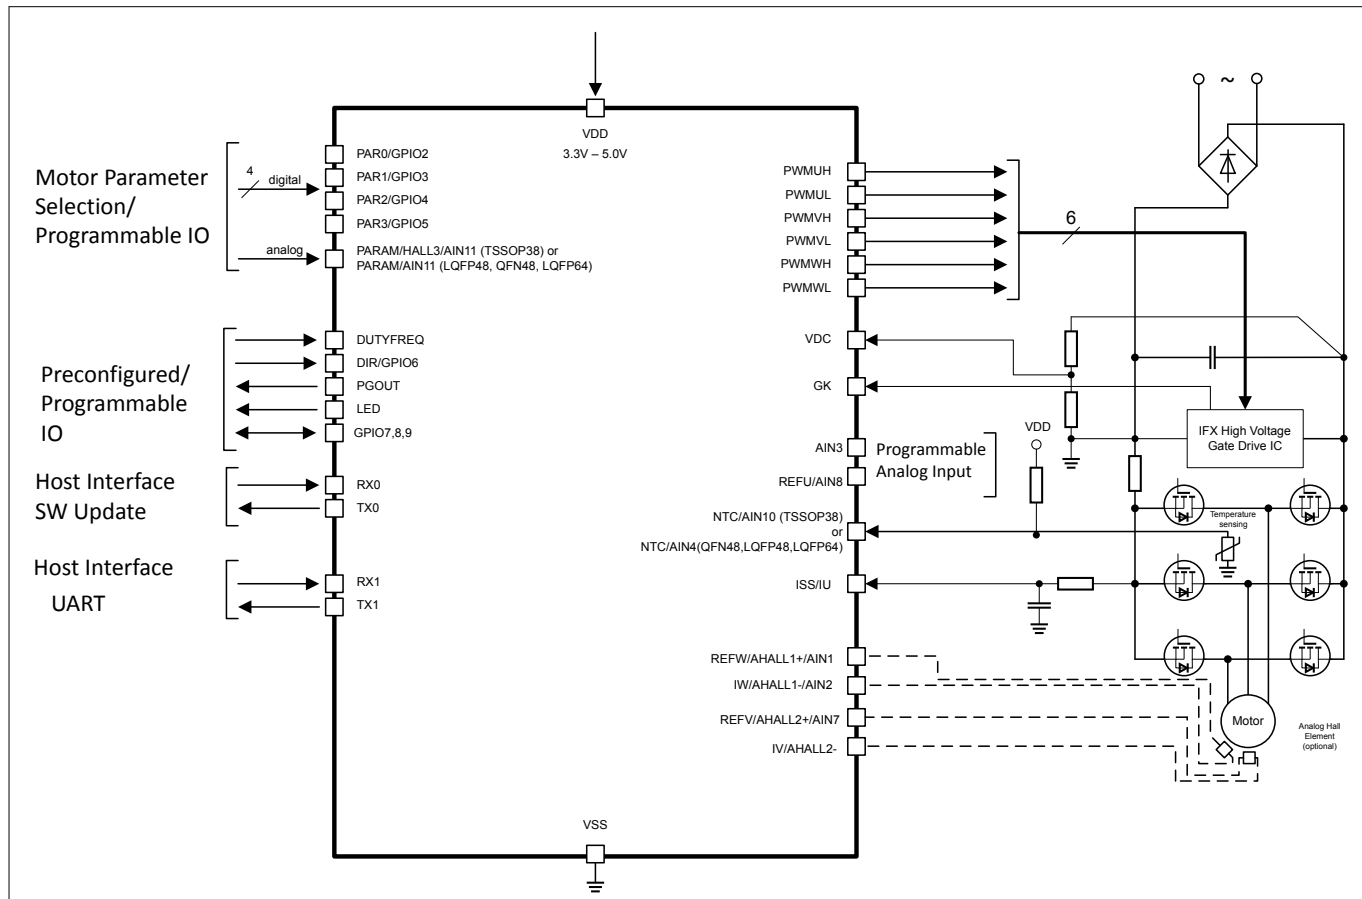 VDD
3.3V – 5.0V
Motor Parameter
Selection/
Programmable IO
4
digital
analog
PAR0/GPIO2
PAR1/GPIO3
PAR2/GPIO4
PAR3/GPIO5
PARAM/HALL3/AIN11 (TSSOP38) or
PARAM/AIN11 (LQFP48, QFN48, LQFP64)
Preconfigured/
Programmable
IO
DUTYFREQ
DIR/GPIO6
PGOUT
LED
GPIO7,8,9
Host Interface
SW Update
RX0
TX0
Host Interface
UART
RX1
TX1
PWMUH
PWMUL
PWMVH
PWMVL
PWMWH
PWMWL
6
~
VDC
GK
AIN3
REFU/AIN8
Programmable
Analog Input
VDD
IFX High Voltage
Gate Drive IC
NTC/AIN10 (TSSOP38)
or
NTC/AIN4(QFN48,LQFP48,LQFP64)
Temperature
sensing
ISS/IU
REFW/AHALL1+/AIN1
IW/AHALL1-/AIN2
REFV/AHALL2+/AIN7
IV/AHALL2-
Motor
Analog Hall
Element
(optional)
VSS